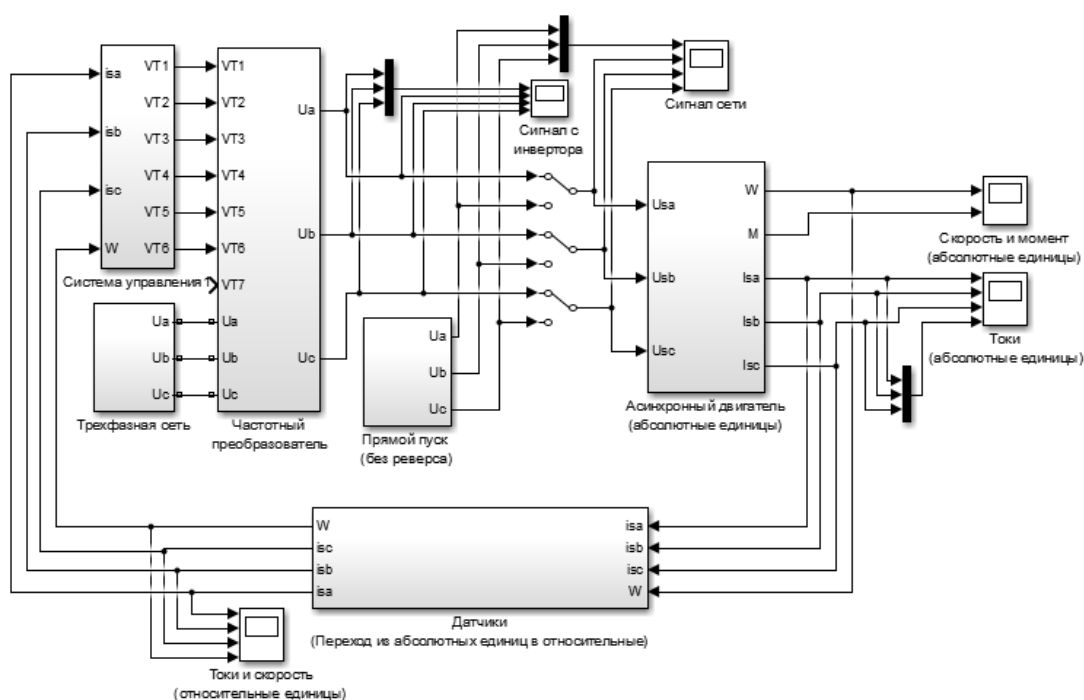 isa
isb
isc
W
VT1
VT2
VT3
VT4
VT5
VT6
Система управления 1
VT1
VT2
VT3
VT4
VT5
VT6
VT7
Ua
Ub
Uc
Ua
Ub
Uc
Частотный
преобразователь
Ua
Ub
Uc
Трехфазная сеть
Ua
Ub
Uc
Прямой пуск
(без реверса)
Сигнал с
инвертора
Сигнал сети
Usa
Usb
Usc
W
M
Isa
Isb
Isc
Асинхронный двигатель
(абсолютные единицы)
Скорость и момент
(абсолютные единицы)
Токи
(абсолютные единицы)
W
isc
isb
isa
isa
isb
isc
W
Датчики
(Переход из абсолютных единиц в относительные)
Токи и скорость
(относительные единицы)